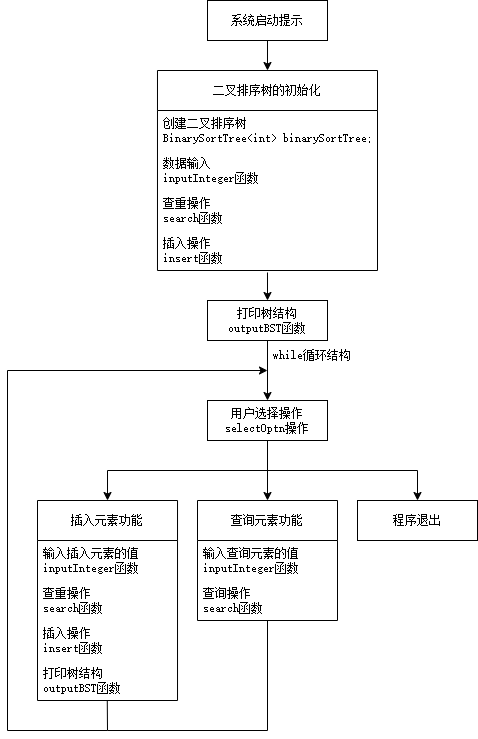 系统启动提示
二叉排序树的初始化
创建二叉排序树
BinarySortTree<int> binarySortTree;
数据输入
inputInteger函数
查重操作
search函数
插入操作
insert函数
打印树结构
outputBST函数
while循环结构
用户选择操作
selectOptn操作
插入元素功能
输入插入元素的值
inputInteger函数
查重操作
search函数
插入操作
insert函数
打印树结构
outputBST函数
查询元素功能
输入查询元素的值
inputInteger函数
查询操作
search函数
程序退出